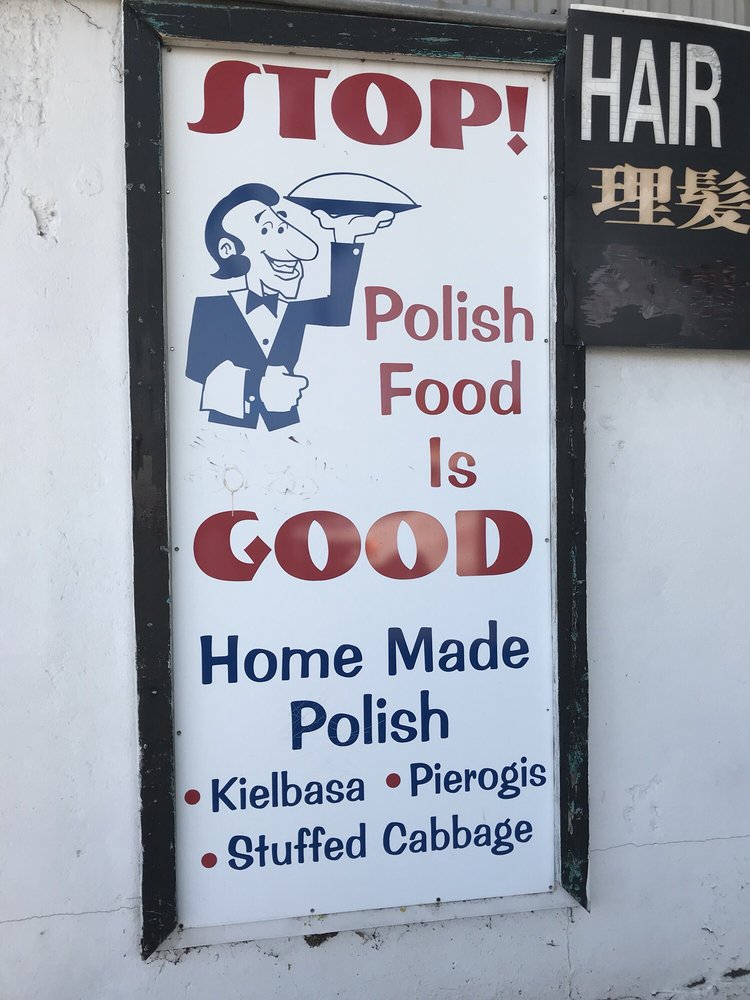 STOP!
Polish
Food
Is
GOOD
Home Made
Polish
• Kielbasa • Pierogis
• Stuffed Cabbage
HAIR
理髮